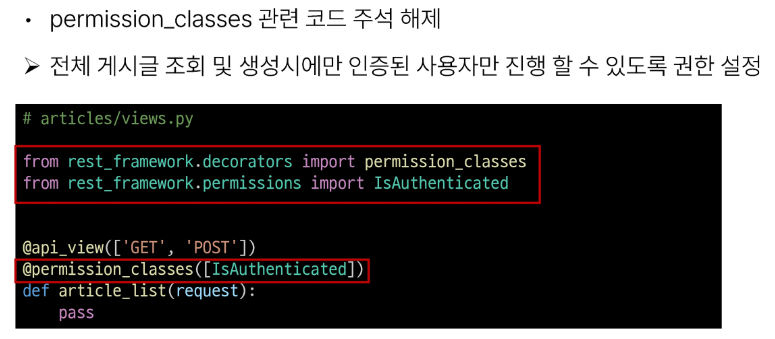 • permission_classes 관련 코드 주석 해제
➢ 전체 게시글 조회 및 생성시에만 인증된 사용자만 진행 할 수 있도록 권한 설정
# articles/views.py
from rest_framework.decorators import permission_classes
from rest_framework.permissions import IsAuthenticated
@api_view(['GET', 'POST'])
@permission_classes([IsAuthenticated])
def article_list(request):
    pass